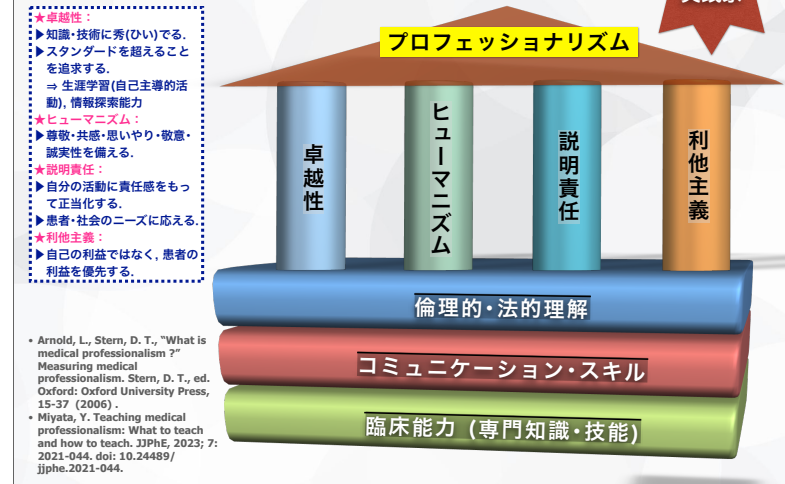 ★卓越性：
▶知識・技術に秀(ひい)でる.
▶スタンダードを超えること
を追求する.
⇒ 生涯学習(自己主導的活
動), 情報探索能力
★ヒューマニズム：
▶尊敬・共感・思いやり・敬意・
誠実性を備える.
★説明責任：
▶自分の活動に責任感をもっ
て正当化する.
▶患者・社会のニーズに応える.
★利他主義：
▶自己の利益ではなく, 患者の
利益を優先する.
プロフェッショナリズム
卓越性
ヒューマニズム
説明責任
利他主義
倫理的・法的理解
コミュニケーション・スキル
臨床能力 (専門知識・技能)
• Arnold, L., Stern, D. T., “What is
medical professionalism ?”
Measuring medical
professionalism. Stern, D. T., ed.
Oxford: Oxford University Press,
15-37 (2006) .
• Miyata, Y. Teaching medical
professionalism: What to teach
and how to teach. JJPhE, 2023; 7:
2021-044. doi: 10.24489/
jjphe.2021-044.